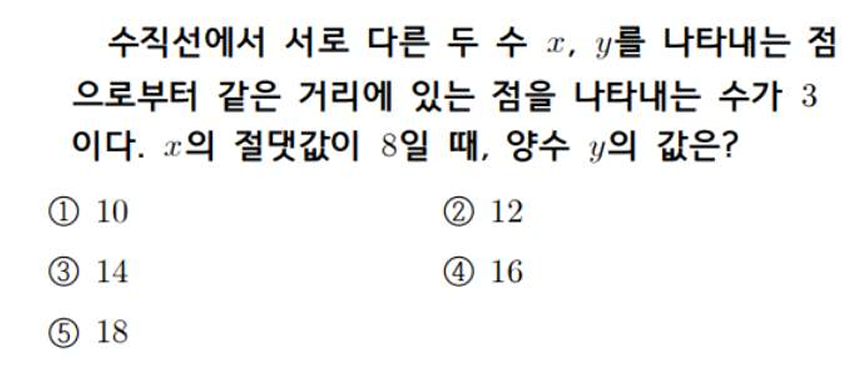 수직선에서 서로 다른 두 수 x, y를 나타내는 점
으로부터 같은 거리에 있는 점을 나타내는 수가 3
이다. x의 절댓값이 8일 때, 양수 y의 값은?
① 10 ② 12
③ 14 ④ 16
⑤ 18